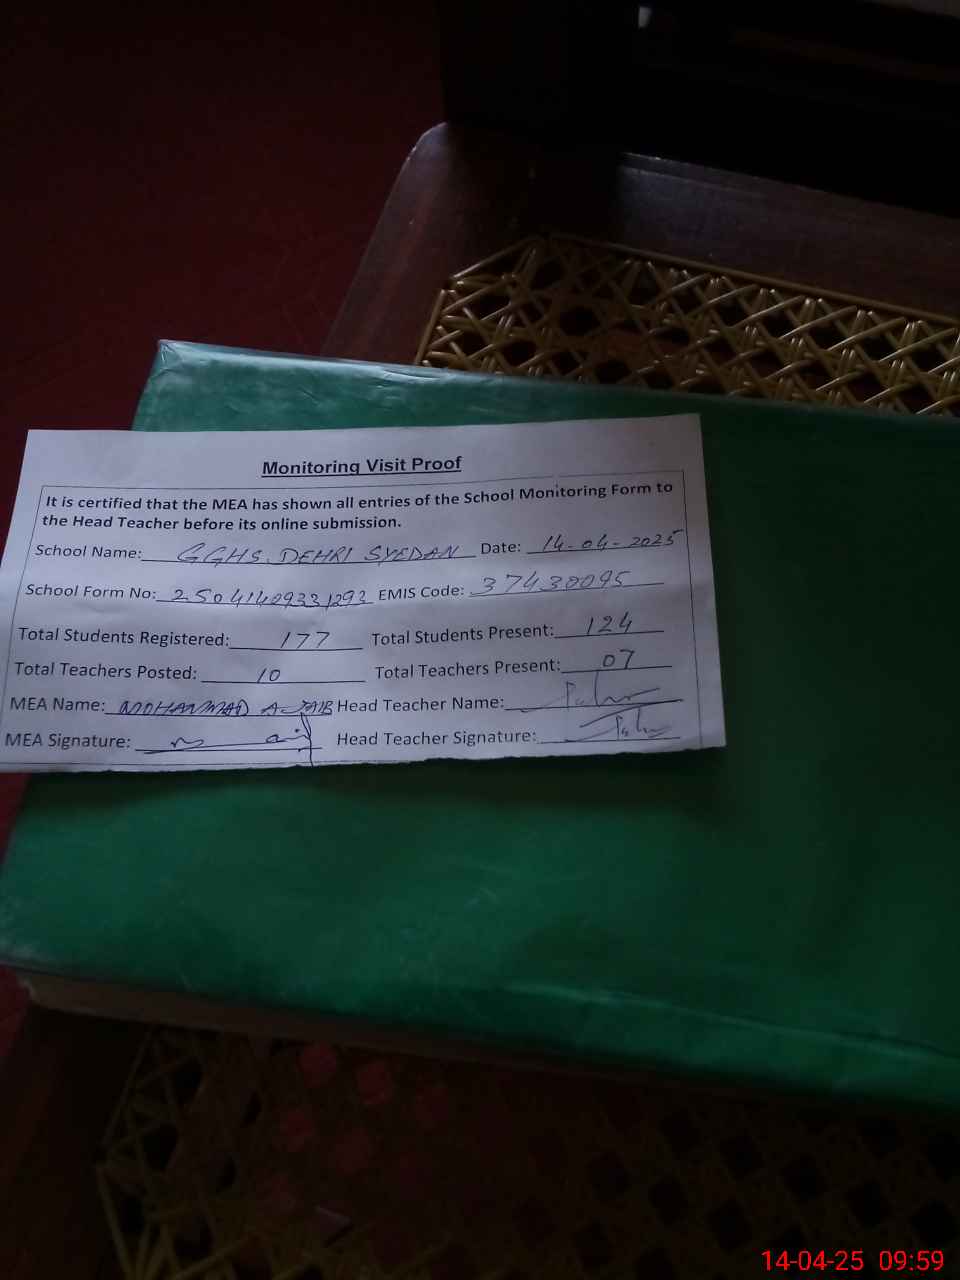 Monitoring Visit Proof
It is certified that the MEA has shown all entries of the School Monitoring Form to
the Head Teacher before its online submission.
School Name: GGHS. DEHRI SYEDAN Date: 14-04-2025
School Form No: 25041409331293 EMIS Code: 37430095
Total Students Registered: 177 Total Students Present: 124
Total Teachers Posted: 10 Total Teachers Present: 07
MEA Name: MOHAMMAD AJAIB Head Teacher Name:
MEA Signature: Head Teacher Signature:
14-04-25 09:59